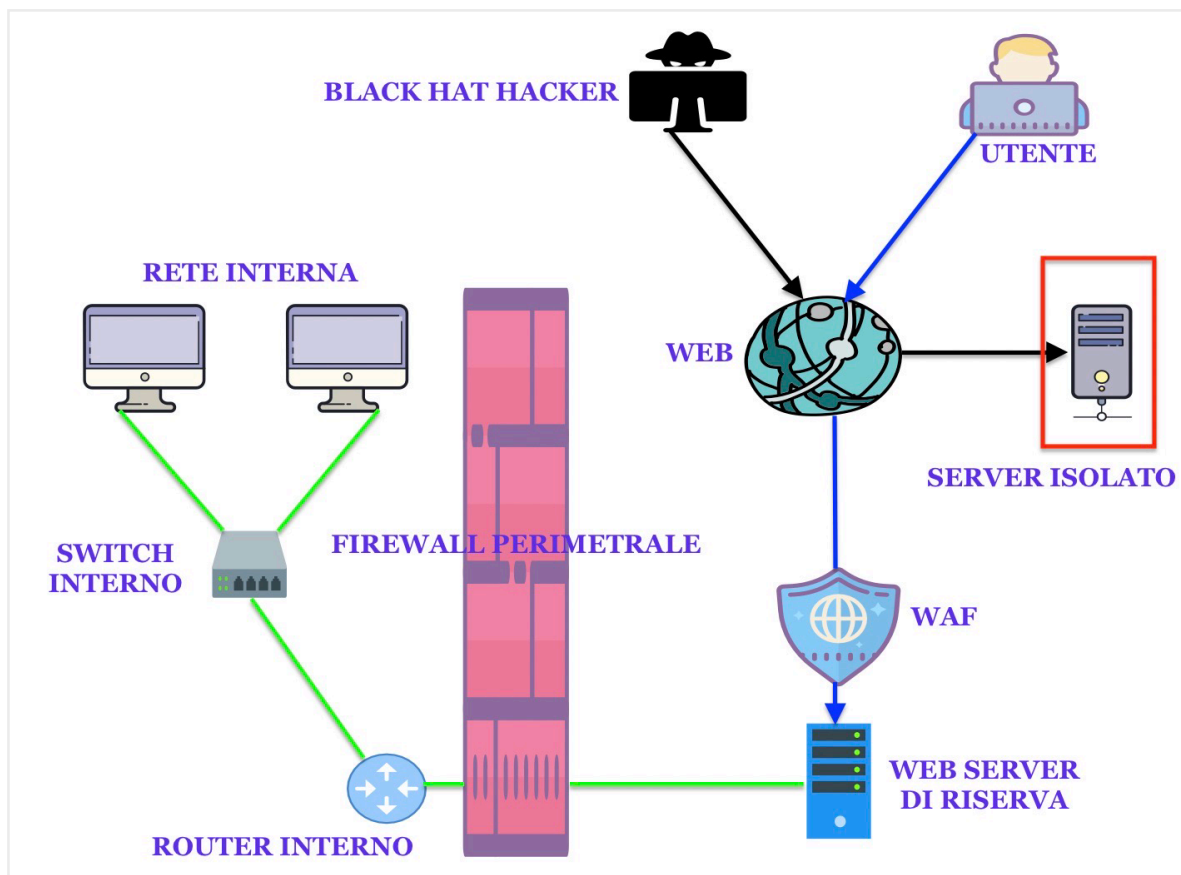 BLACK HAT HACKER
UTENTE
RETE INTERNA
WEB
SERVER ISOLATO
SWITCH
INTERNO
FIREWALL PERIMETRALE
WAF
WEB SERVER
DI RISERVA
ROUTER INTERNO